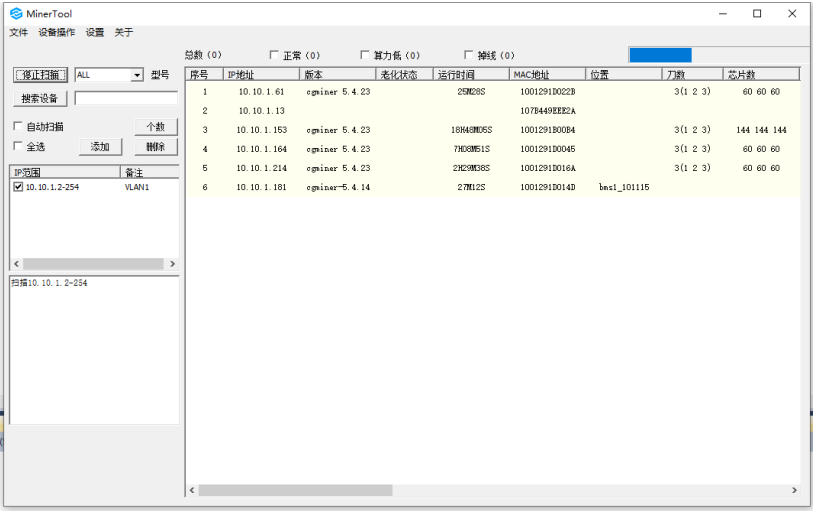 MinerTool
文件 设备操作 设置 关于
总数 (0) 正常 (0) 算力低 (0) 掉线 (0)
停止扫描 ALL 型号
搜索设备
自动扫描 个数
全选 添加 删除
IP范围 备注
10.10.1.2-254 VLAN1
扫描10.10.1.2-254
序号 IP地址 版本 老化状态 运行时间 MAC地址 位置 刀数 芯片数
1 10.10.1.61 cgminer 5.4.23 25M28S 1001291D022B 3(1 2 3) 60 60 60
2 10.10.1.13 107B449EEE2A
3 10.10.1.153 cgminer 5.4.23 18H48M05S 1001291B00B4 3(1 2 3) 144 144 144
4 10.10.1.164 cgminer 5.4.23 7H08M51S 1001291D0045 3(1 2 3) 60 60 60
5 10.10.1.214 cgminer 5.4.23 2H29M38S 1001291D016A 3(1 2 3) 60 60 60
6 10.10.1.181 cgminer-5.4.14 27M12S 1001291D014D bms1_101115